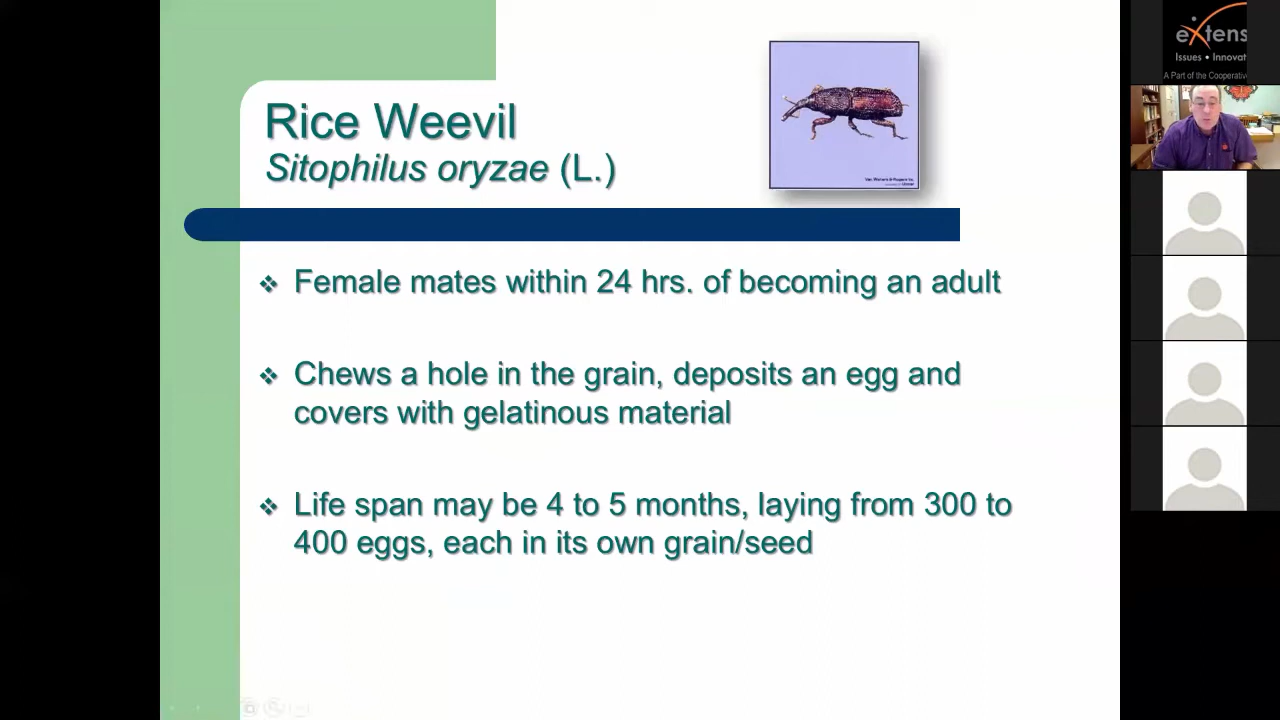 Rice Weevil
Sitophilus oryzae (L.)
Female mates within 24 hrs. of becoming an adult
Chews a hole in the grain, deposits an egg and
covers with gelatinous material
Life span may be 4 to 5 months, laying from 300 to
400 eggs, each in its own grain/seed
eXtens
Issues • Innovat
A Part of the Cooperative